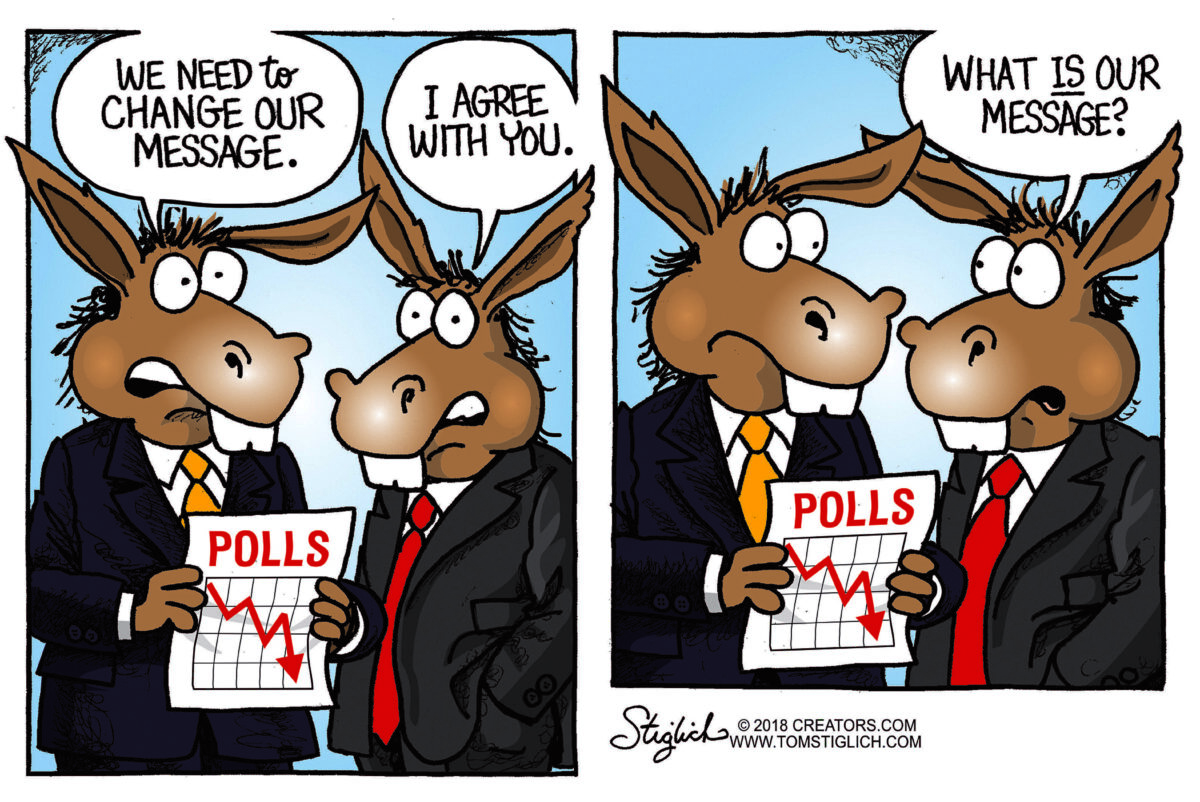 WE NEED to
CHANGE OUR
MESSAGE.
I AGREE
WITH YOU.
POLLS
WHAT IS OUR
MESSAGE?
POLLS
Stiglich © 2018 CREATORS.COM
WWW.TOMSTIGLICH.COM